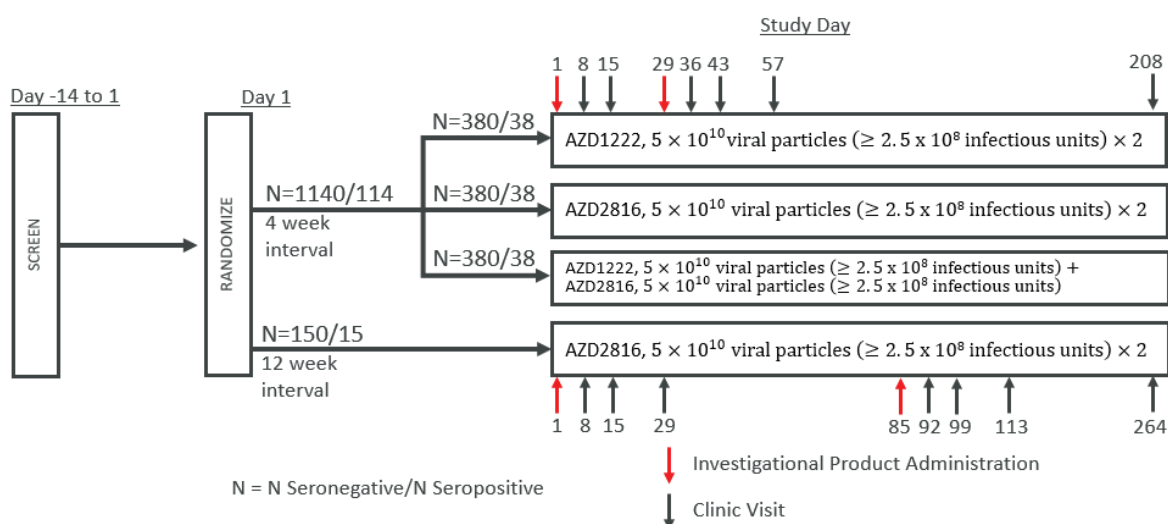 Study Day
1 8 15 29 36 43 57 208
Day -14 to 1
Day 1
SCREEN
RANDOMIZE
N=1140/114
4 week
interval
N=380/38
AZD1222, 5 × 10¹⁰ viral particles (≥ 2.5 x 10⁸ infectious units) × 2
N=380/38
AZD2816, 5 × 10¹⁰ viral particles (≥ 2.5 x 10⁸ infectious units) × 2
N=380/38
AZD1222, 5 × 10¹⁰ viral particles (≥ 2.5 x 10⁸ infectious units) +
AZD2816, 5 × 10¹⁰ viral particles (≥ 2.5 x 10⁸ infectious units)
N=150/15
12 week
interval
AZD2816, 5 × 10¹⁰ viral particles (≥ 2.5 x 10⁸ infectious units) × 2
1 8 15 29 85 92 99 113 264
Investigational Product Administration
N = N Seronegative/N Seropositive
Clinic Visit